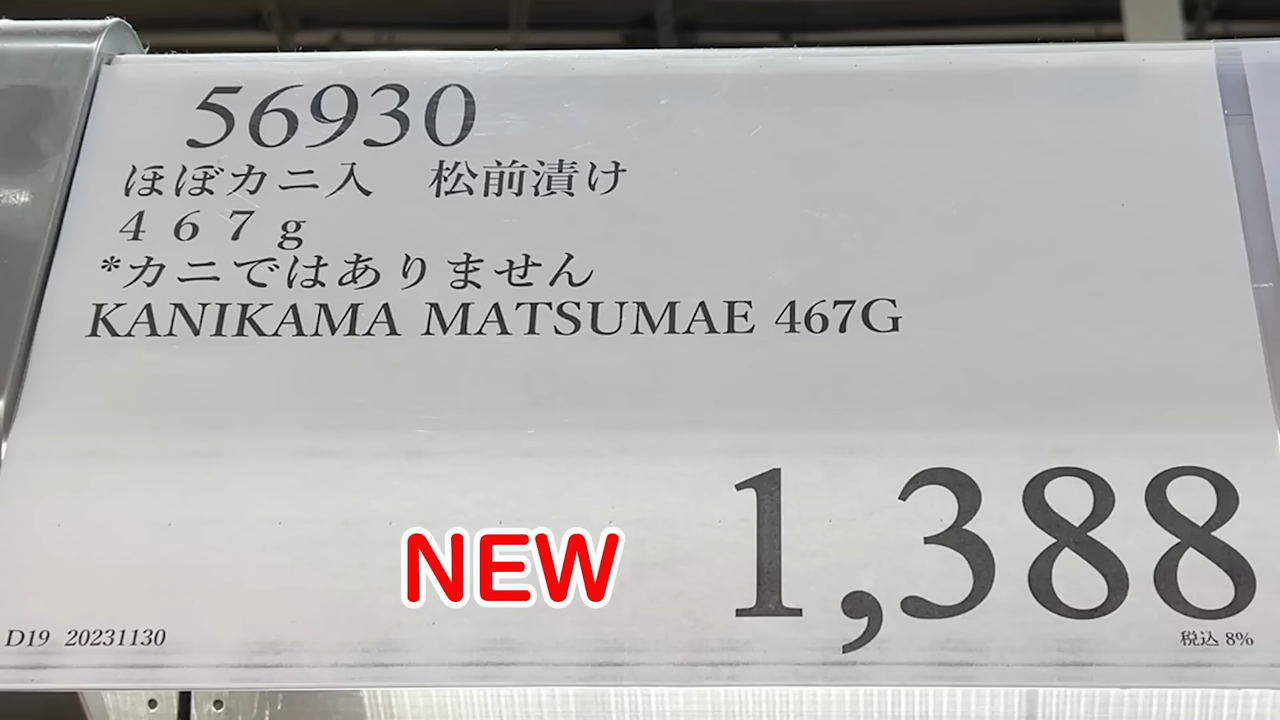 56930
ほぼカニ入　松前漬け
４６７ｇ
*カニではありません
KANIKAMA MATSUMAE 467G
NEW
1,388
税込 8%
D19 20231130